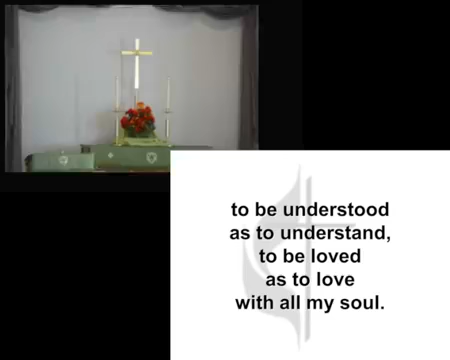 to be understood
as to understand,
to be loved
as to love
with all my soul.